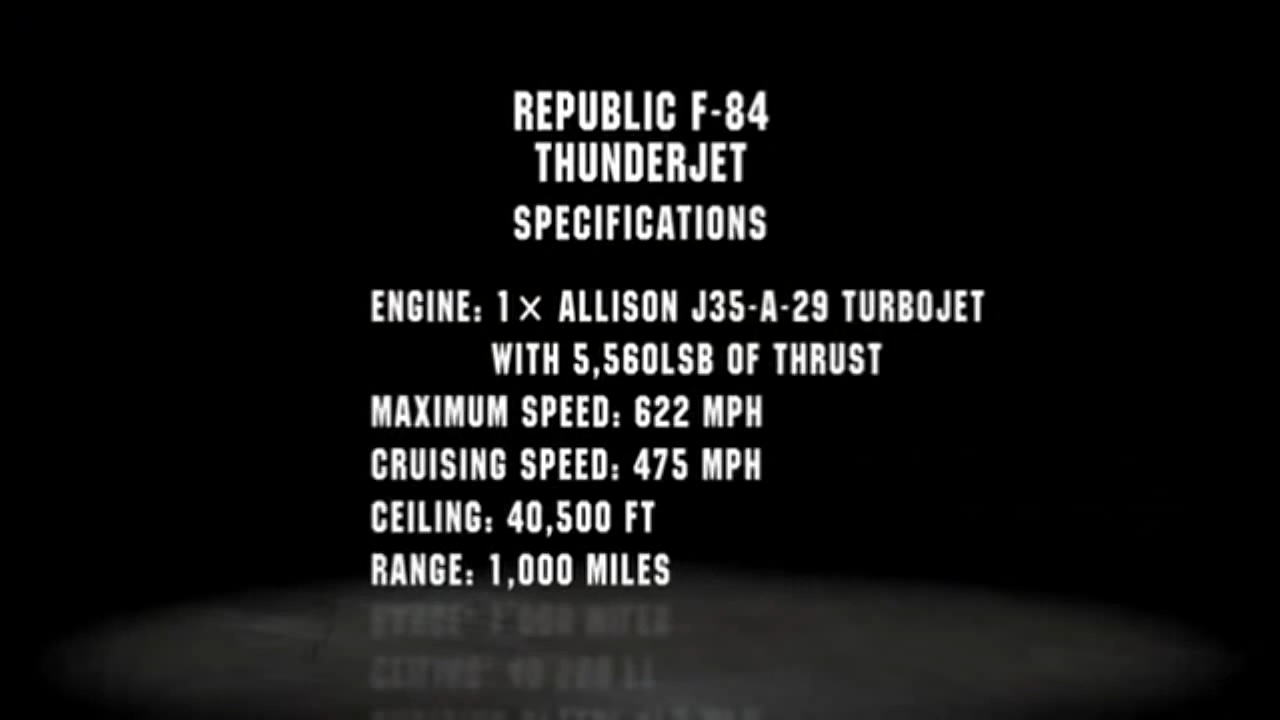 REPUBLIC F-84
THUNDERJET
SPECIFICATIONS
ENGINE: 1× ALLISON J35-A-29 TURBOJET
WITH 5,560LSB OF THRUST
MAXIMUM SPEED: 622 MPH
CRUISING SPEED: 475 MPH
CEILING: 40,500 FT
RANGE: 1,000 MILES